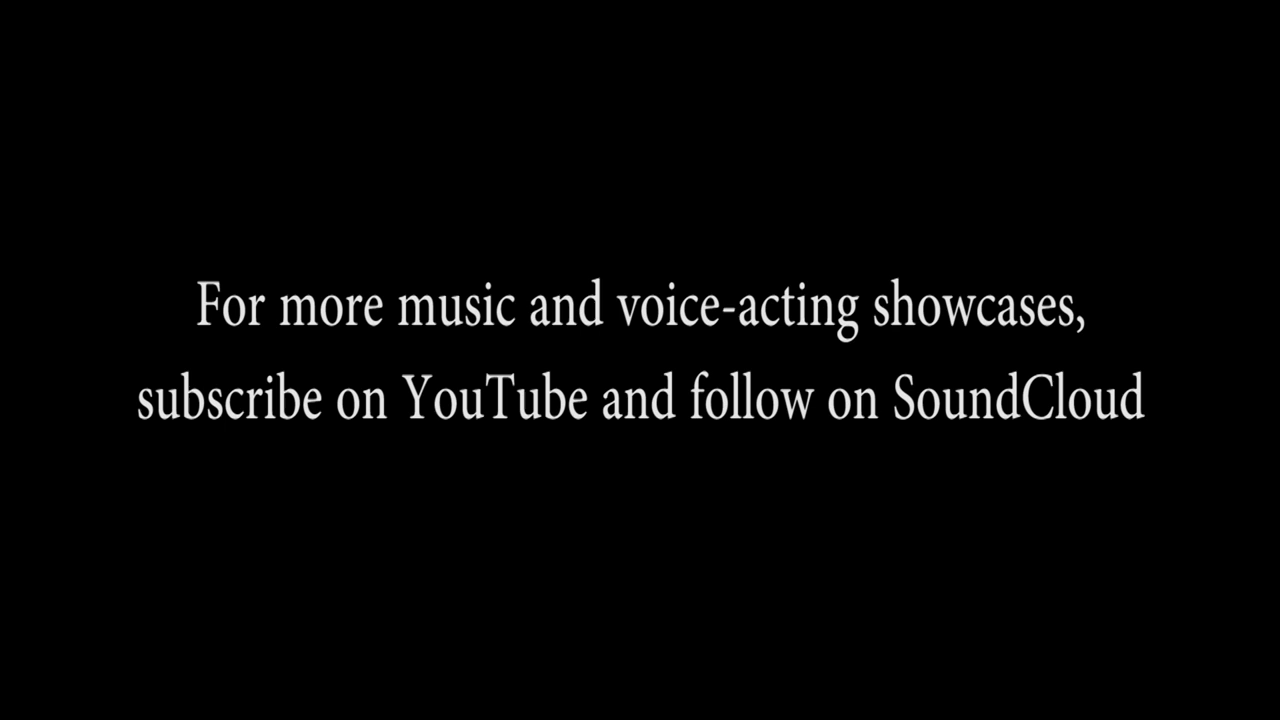 For more music and voice-acting showcases,
subscribe on YouTube and follow on SoundCloud